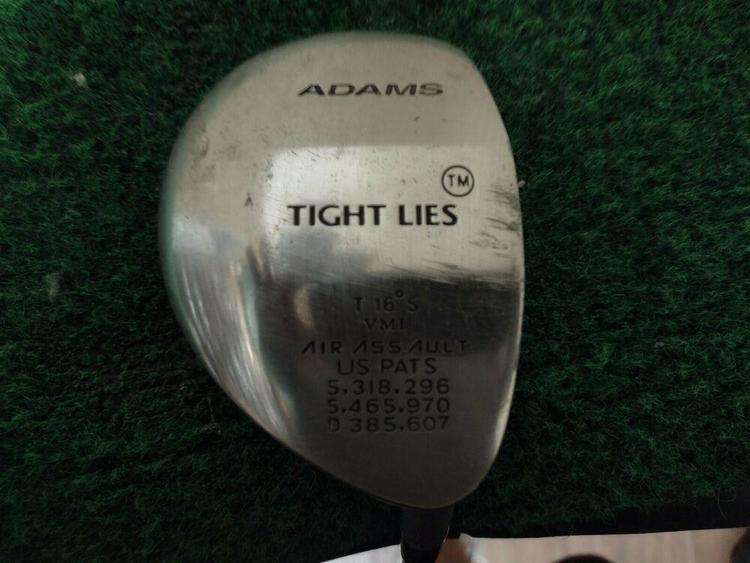 ADAMS
TM
TIGHT LIES
T 16° S
VMI
AIR ASSAULT
US PATS
5,318,296
5,465,970
D 385,607